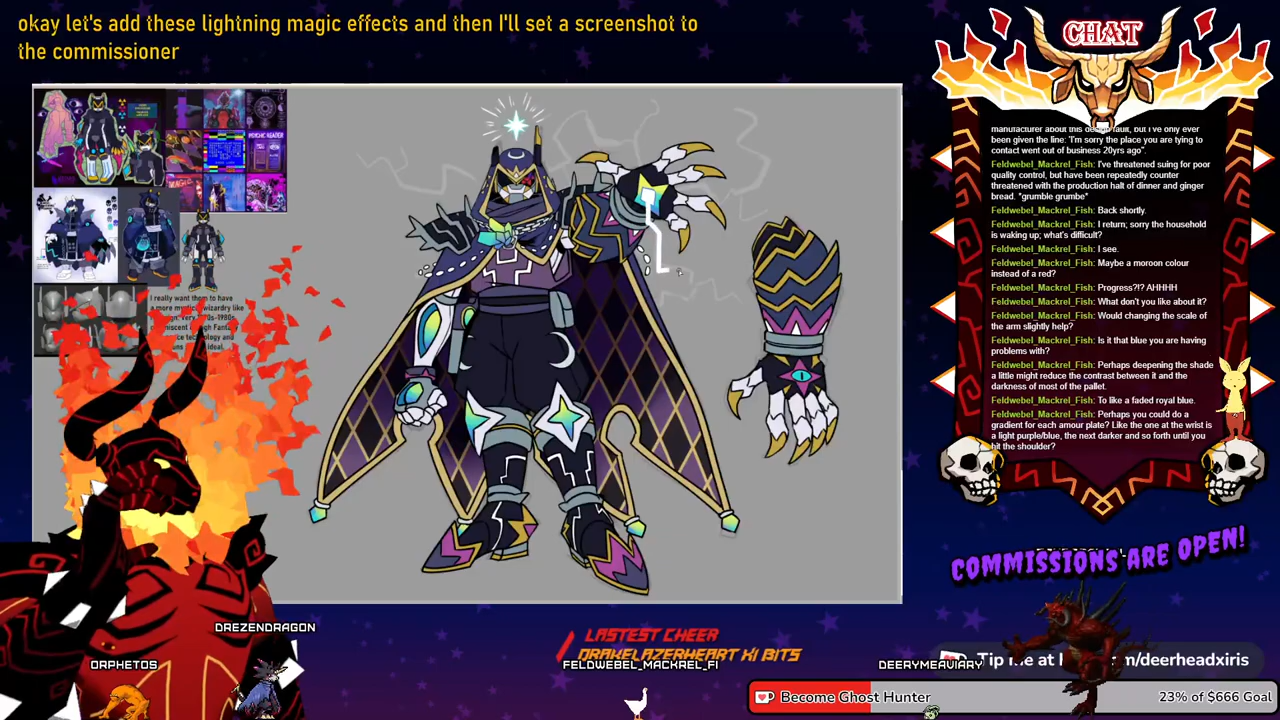 okay let's add these lightning magic effects and then I'll set a screenshot to
the commissioner
CHAT
been given the line: "I'm sorry the place you are tying to
contact went out of business 20yrs ago".
Feldwebel_Mackrel_Fish: I've threatened suing for poor
quality control, but have been repeatedly counter
threatened with the production halt of dinner and ginger
bread. *grumble grumbe*
Feldwebel_Mackrel_Fish: Back shortly.
Feldwebel_Mackrel_Fish: I return; sorry the household
is waking up; what's difficult?
Feldwebel_Mackrel_Fish: I see.
Feldwebel_Mackrel_Fish: Maybe a moroon colour
instead of a red?
Feldwebel_Mackrel_Fish: Progress?!? AHHHH
Feldwebel_Mackrel_Fish: What don't you like about it?
Feldwebel_Mackrel_Fish: Would changing the scale of
the arm slightly help?
Feldwebel_Mackrel_Fish: Is it that blue you are having
problems with?
Feldwebel_Mackrel_Fish: Perhaps deepening the shade
a little might reduce the contrast between it and the
darkness of most of the pallet.
Feldwebel_Mackrel_Fish: To like a faded royal blue.
Feldwebel_Mackrel_Fish: Perhaps you could do a
gradient for each amour plate? Like the one at the wrist is
a light purple/blue, the next darker and so forth until you
hit the shoulder?
I really want them to have
COMMISSIONS ARE OPEN!
DREZENDRAGON
ORPHETOS
LASTEST CHEER
DRAKELAZERHEART X1 BITS
FELDWEBEL_MACKREL_FI
DEERYMEAVIARY
Tip me at m/deerheadxiris
Become Ghost Hunter
23% of $666 Goal